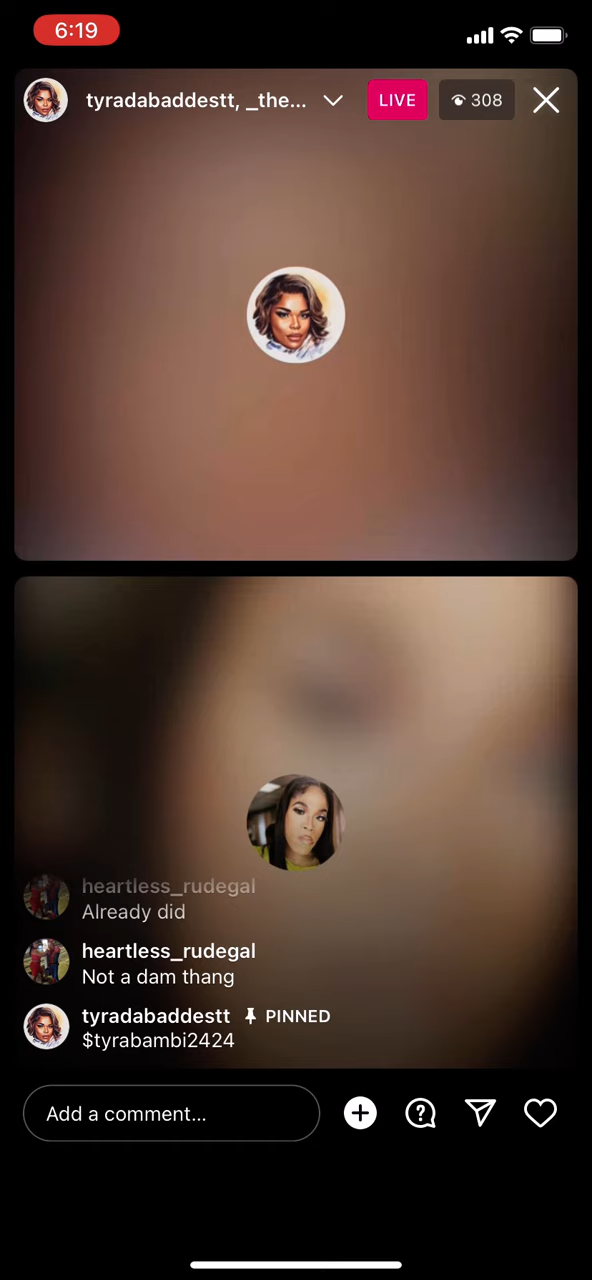 6:19
tyradabaddestt, _the...
LIVE
308
heartless_rudegal
Already did
heartless_rudegal
Not a dam thang
tyradabaddestt PINNED
$tyrabambi2424
Add a comment...